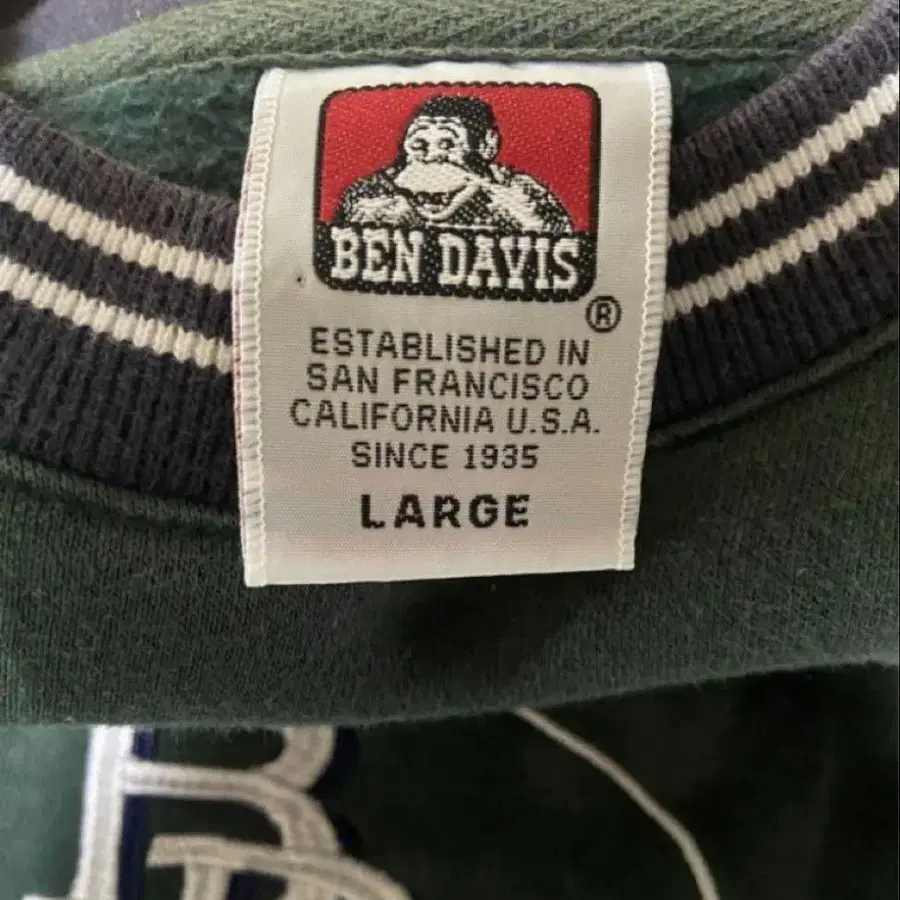 BEN DAVIS
®
ESTABLISHED IN
SAN FRANCISCO
CALIFORNIA U.S.A.
SINCE 1935
LARGE
B